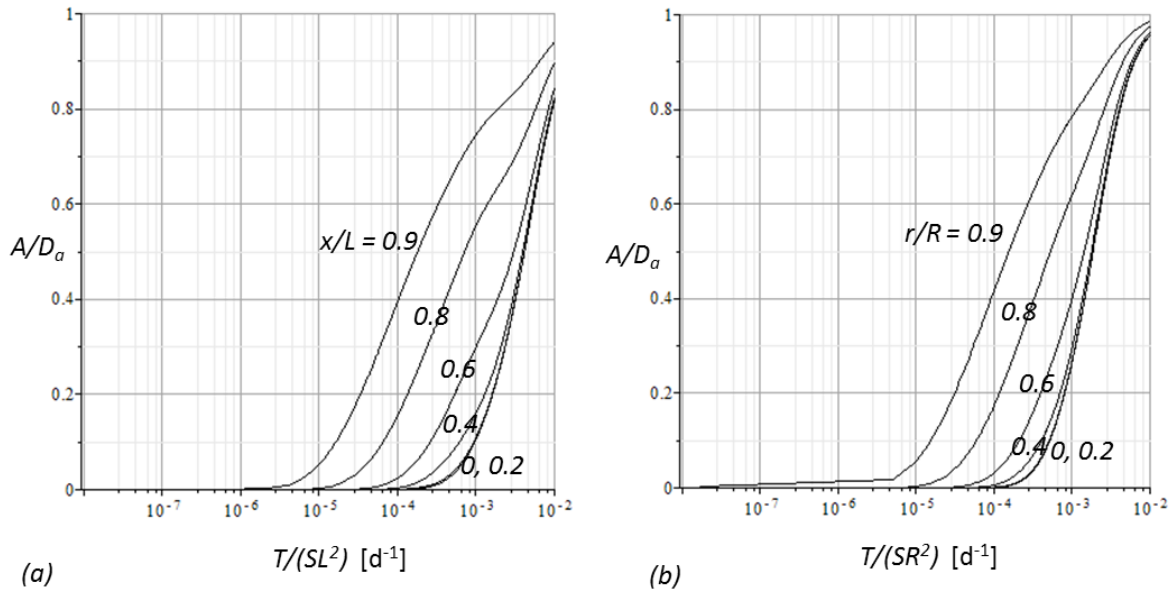 1
0.8
0.6
0.4
0.2
0
A/Dₐ
x/L = 0.9
0.8
0.6
0.4
0, 0.2
10⁻⁷ 10⁻⁶ 10⁻⁵ 10⁻⁴ 10⁻³ 10⁻²
T/(SL²) [d⁻¹]
(a)
1
0.8
0.6
0.4
0.2
0
A/Dₐ
r/R = 0.9
0.8
0.6
0.4
0, 0.2
10⁻⁷ 10⁻⁶ 10⁻⁵ 10⁻⁴ 10⁻³ 10⁻²
T/(SR²) [d⁻¹]
(b)